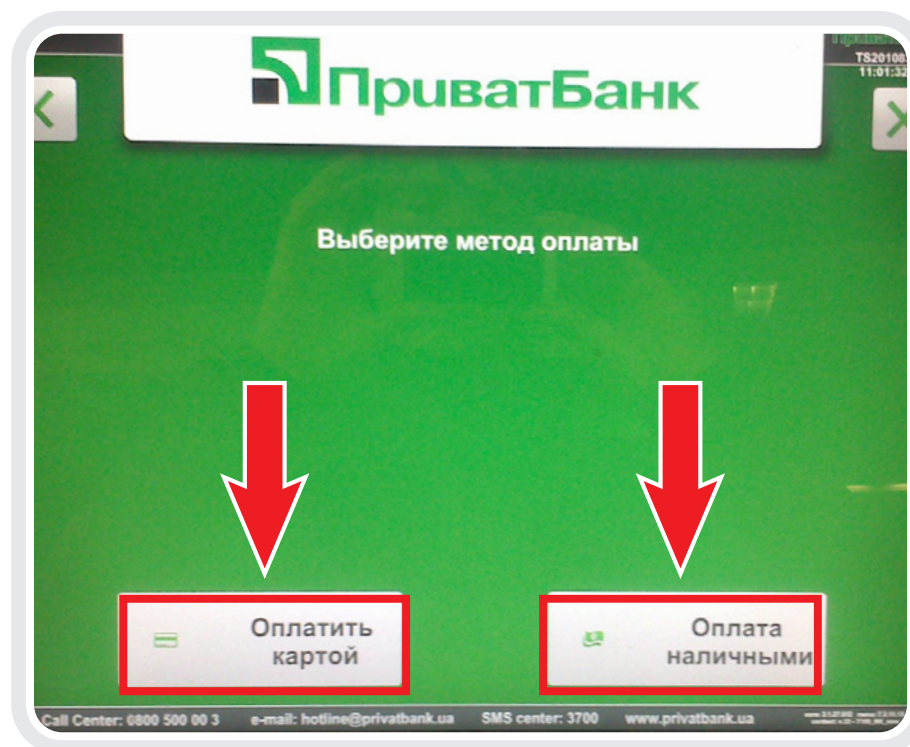 ПриватБанк
TS20108
11:01:32
Выберите метод оплаты
Оплатить
картой
Оплата
наличными
Call Center: 0800 500 00 3 e-mail: hotline@privatbank.ua SMS center: 3700 www.privatbank.ua